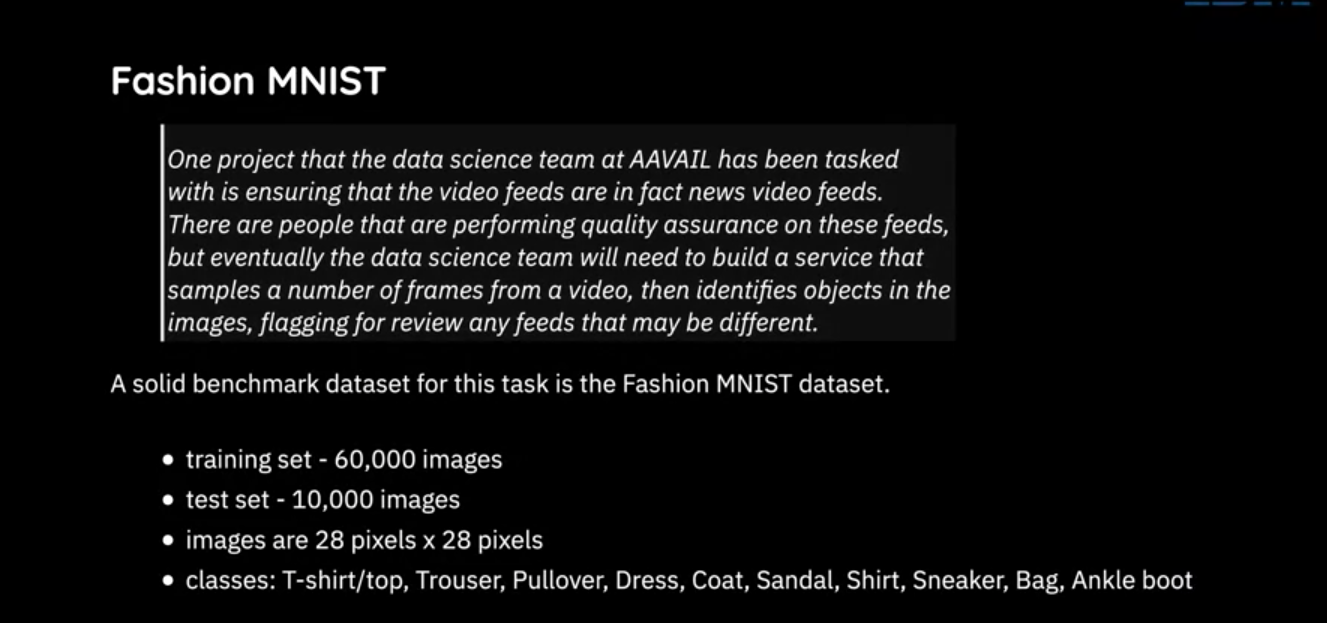 Fashion MNIST
One project that the data science team at AAVAIL has been tasked
with is ensuring that the video feeds are in fact news video feeds.
There are people that are performing quality assurance on these feeds,
but eventually the data science team will need to build a service that
samples a number of frames from a video, then identifies objects in the
images, flagging for review any feeds that may be different.
A solid benchmark dataset for this task is the Fashion MNIST dataset.
• training set - 60,000 images
• test set - 10,000 images
• images are 28 pixels x 28 pixels
• classes: T-shirt/top, Trouser, Pullover, Dress, Coat, Sandal, Shirt, Sneaker, Bag, Ankle boot